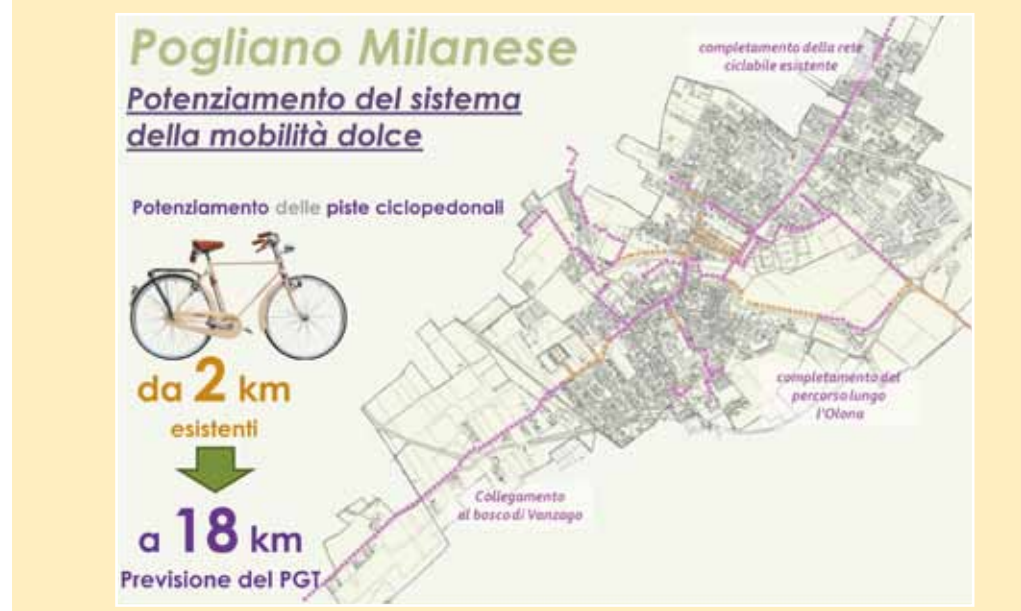 Pogliano Milanese
Potenziamento del sistema
della mobilità dolce
Potenziamento delle piste ciclopedonali
da 2 km
esistenti
a 18 km
Previsione del PGT
completamento della rete
ciclabile esistente
completamento del
percorso lungo
l'Olona
Collegamento
al bosco di Vanzago